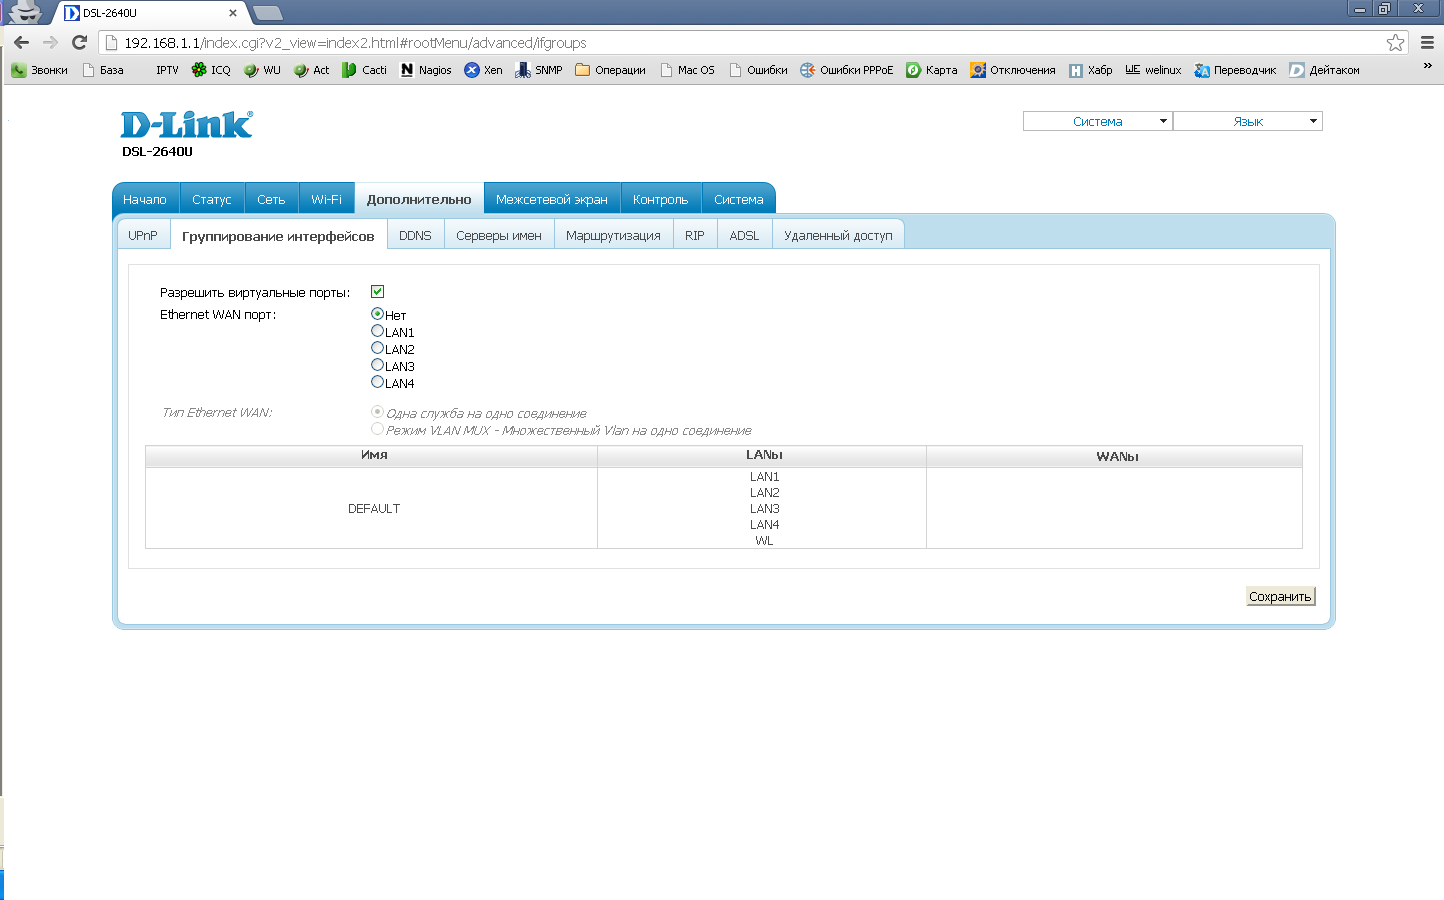 DSL-2640U
192.168.1.1/index.cgi?v2_view=index2.html#rootMenu/advanced/ifgroups
Звонки База IPTV ICQ WU Act Cacti Nagios Xen SNMP Операции Mac OS Ошибки Ошибки PPPoE Карта Отключения Хабр welinux Переводчик Дейтаком »
D-Link®
DSL-2640U
Система Язык
Начало Статус Сеть Wi-Fi Дополнительно Межсетевой экран Контроль Система
UPnP Группирование интерфейсов DDNS Серверы имен Маршрутизация RIP ADSL Удаленный доступ
Разрешить виртуальные порты:
Ethernet WAN порт: Нет
LAN1
LAN2
LAN3
LAN4
Тип Ethernet WAN: Одна служба на одно соединение
Режим VLAN MUX - Множественный Vlan на одно соединение
Имя LANы WANы
LAN1
LAN2
DEFAULT LAN3
LAN4
WL
Сохранить